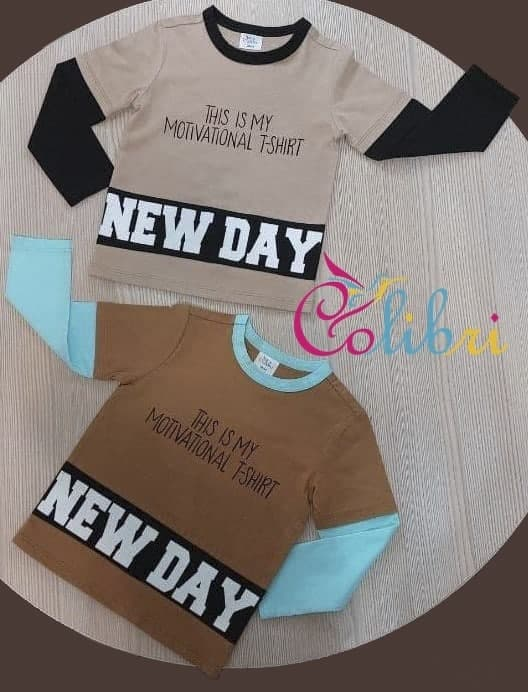 THIS IS MY
MOTIVATIONAL T-SHIRT
NEW DAY
Colibri
THIS IS MY
MOTIVATIONAL T-SHIRT
NEW DAY